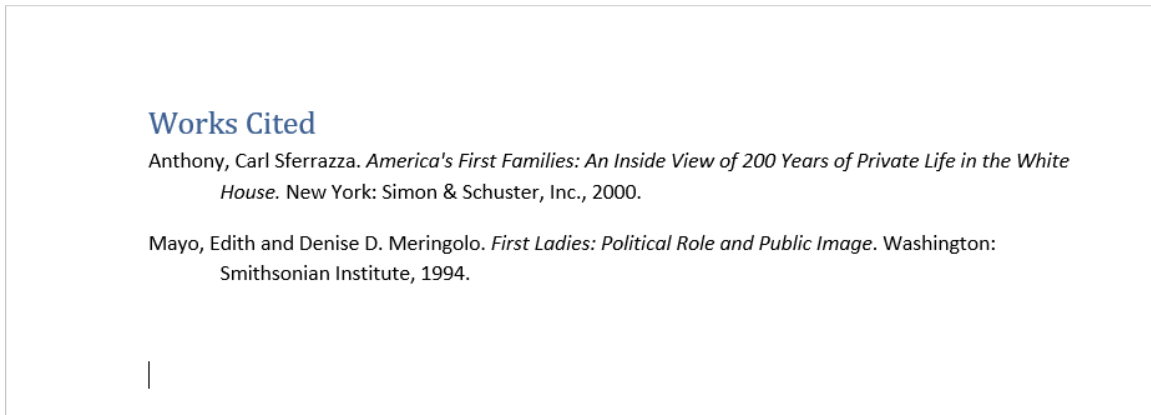 Works Cited
Anthony, Carl Sferrazza. America's First Families: An Inside View of 200 Years of Private Life in the White
House. New York: Simon & Schuster, Inc., 2000.
Mayo, Edith and Denise D. Meringolo. First Ladies: Political Role and Public Image. Washington:
Smithsonian Institute, 1994.